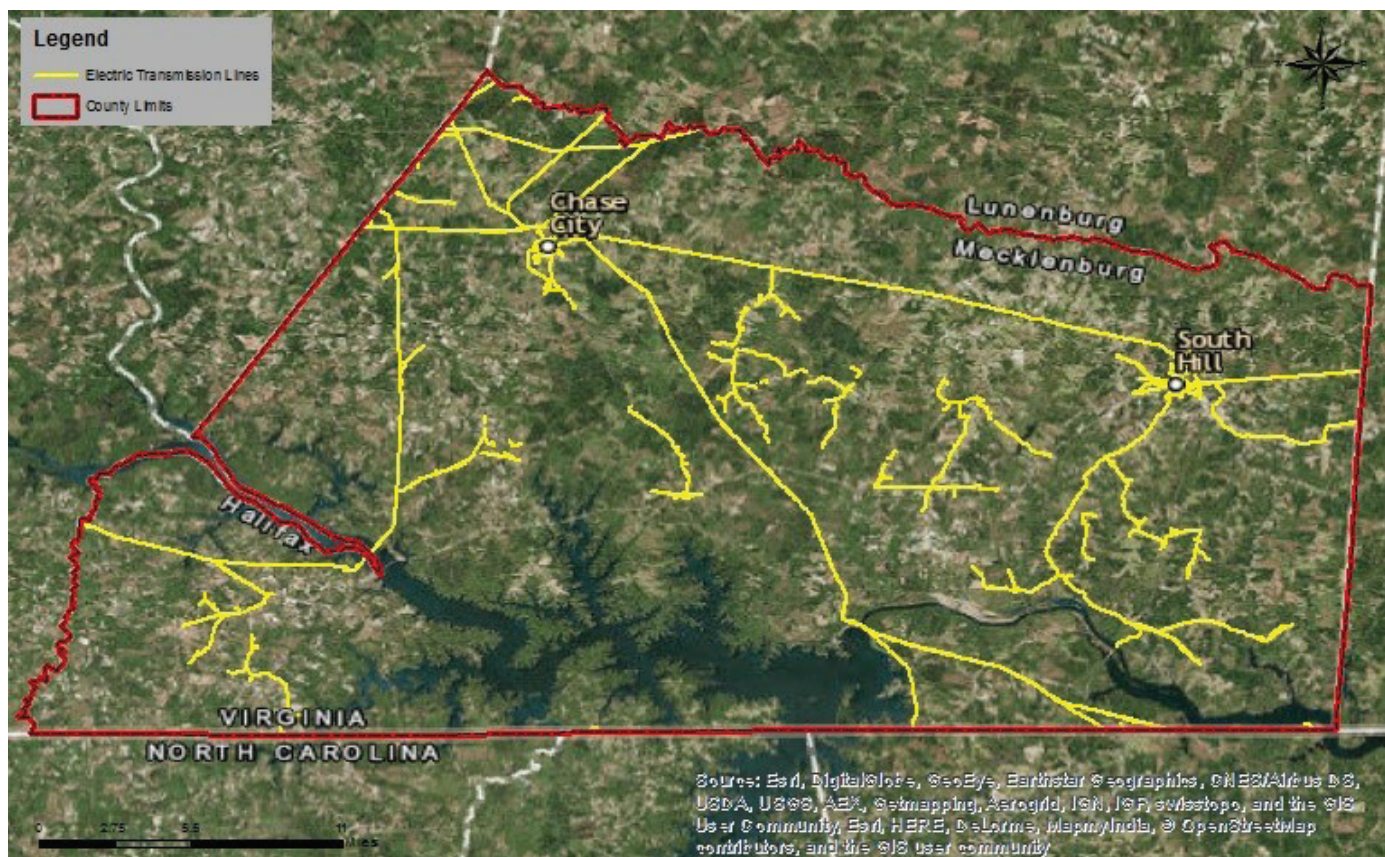 Legend
Electric Transmission Lines
County Limits
Chase
City
Lunenburg
Mecklenburg
South
Hill
Halifax
VIRGINIA
NORTH CAROLINA
Source: Esri, DigitalGlobe, GeoEye, Earthstar Geographics, CNES/Airbus DS,
USDA, USGS, AEX, Getmapping, Aerogrid, IGN, IGP, swisstopo, and the GIS
User Community, Esri, HERE, DeLorme, MapmyIndia, © OpenStreetMap
contributors, and the GIS user community
0 2.75 5.5 11
Miles